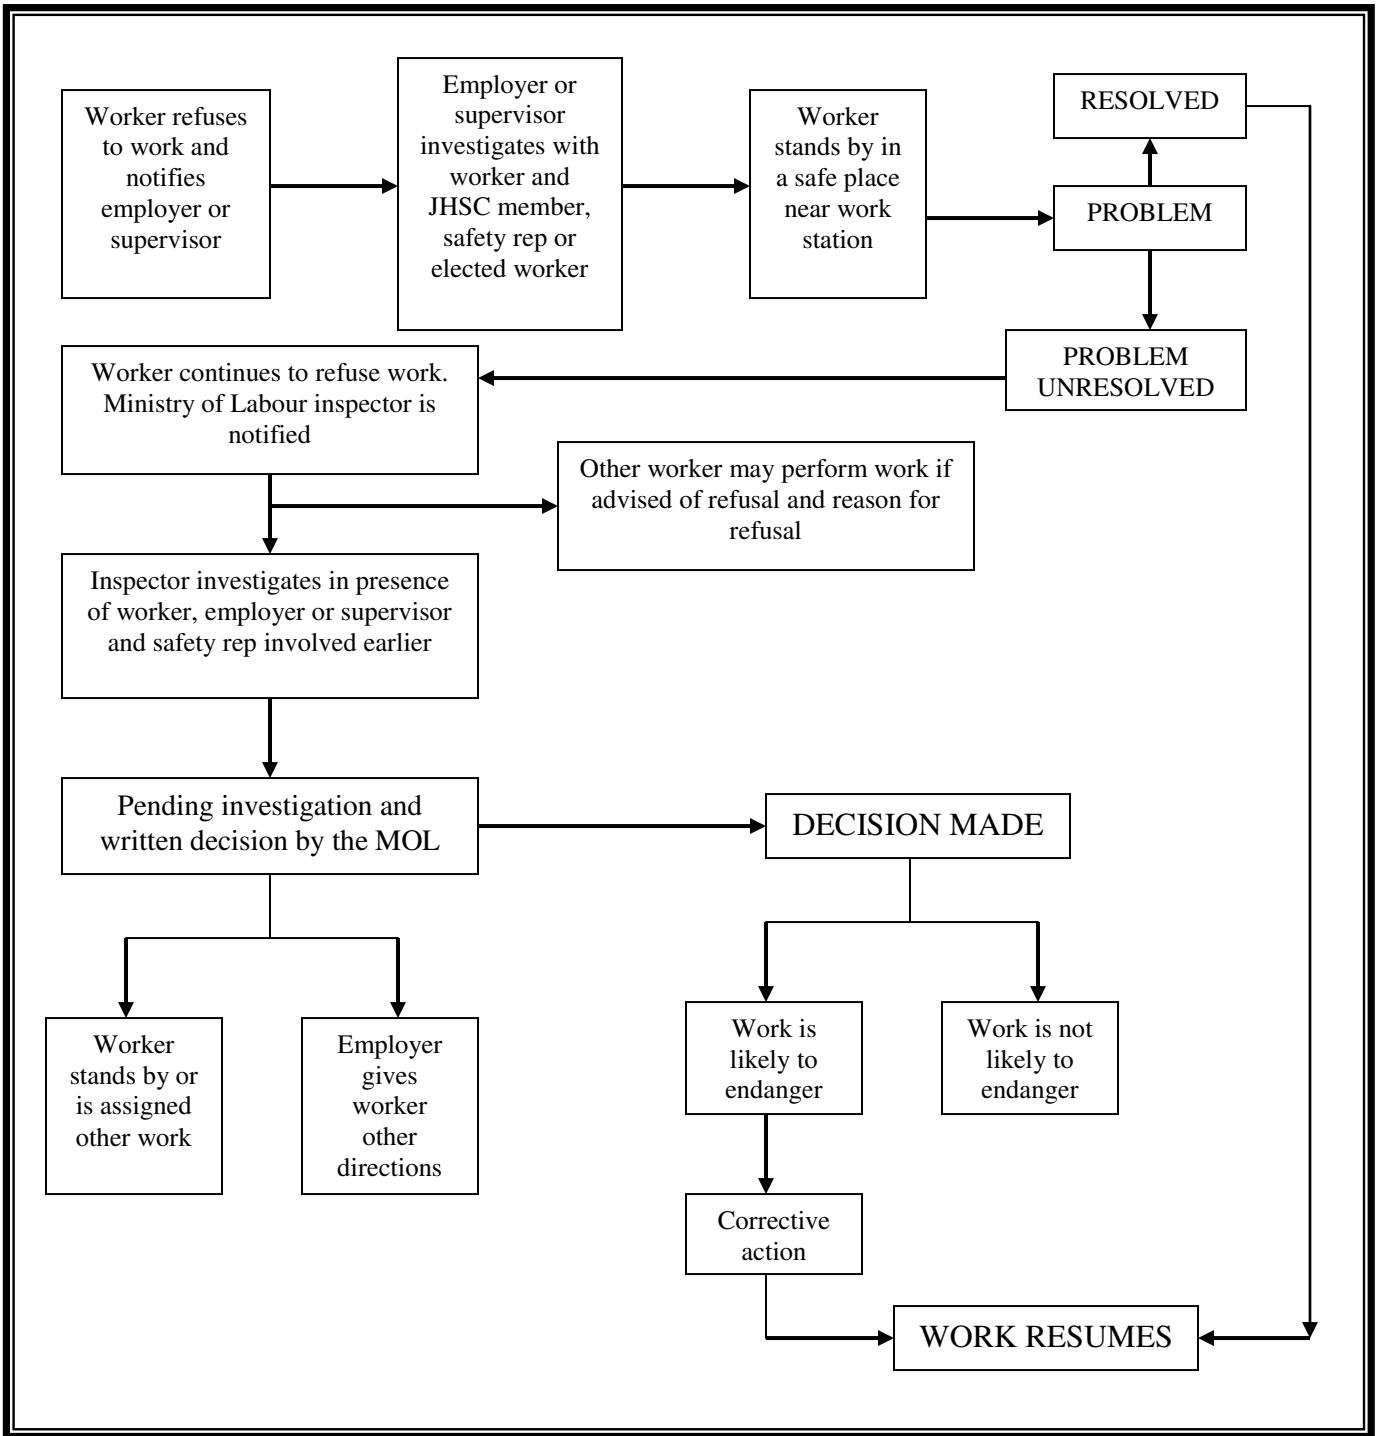 Worker refuses
to work and
notifies
employer or
supervisor
Employer or
supervisor
investigates with
worker and
JHSC member,
safety rep or
elected worker
Worker
stands by in
a safe place
near work
station
RESOLVED
PROBLEM
PROBLEM
UNRESOLVED
Worker continues to refuse work.
Ministry of Labour inspector is
notified
Other worker may perform work if
advised of refusal and reason for
refusal
Inspector investigates in presence
of worker, employer or supervisor
and safety rep involved earlier
Pending investigation and
written decision by the MOL
DECISION MADE
Worker
stands by or
is assigned
other work
Employer
gives
worker
other
directions
Work is
likely to
endanger
Work is not
likely to
endanger
Corrective
action
WORK RESUMES